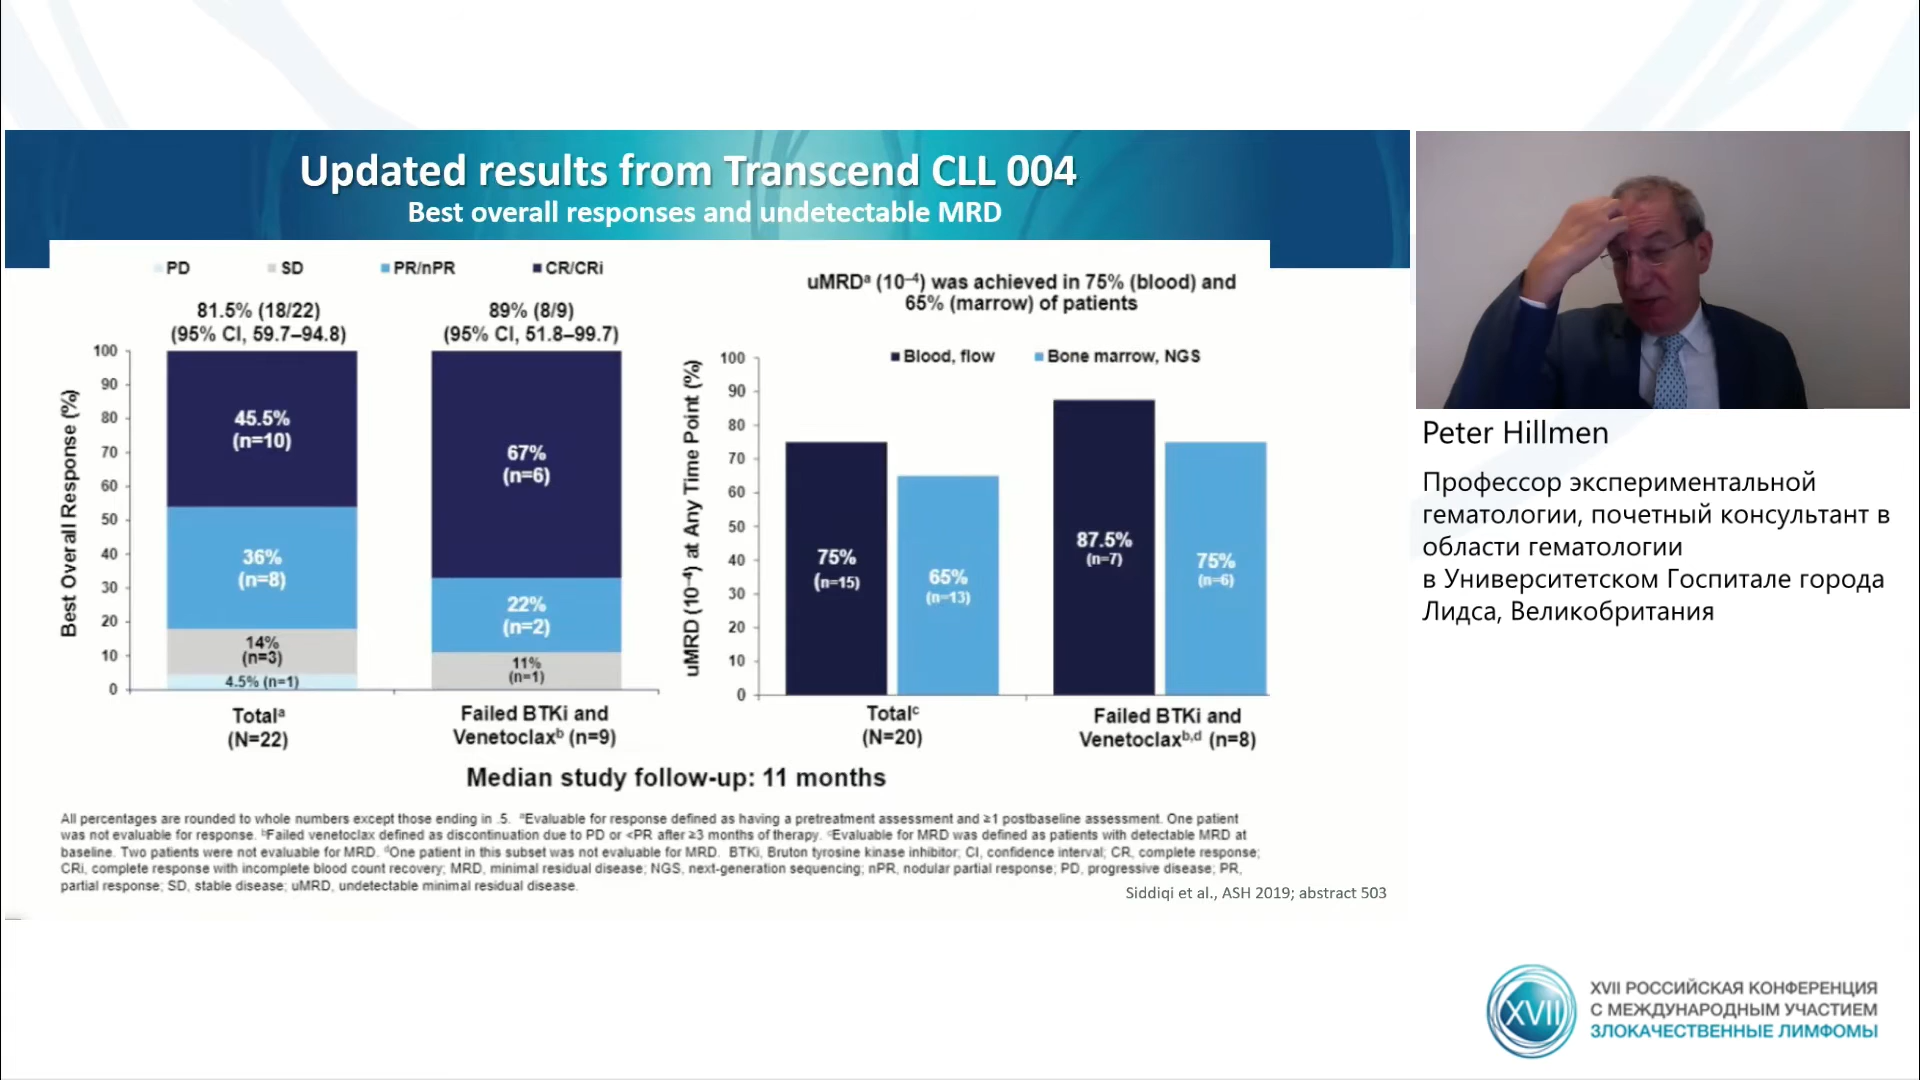 Updated results from Transcend CLL 004
Best overall responses and undetectable MRD
PD SD PR/nPR CR/CRi
81.5% (18/22)
(95% CI, 59.7–94.8)
89% (8/9)
(95% CI, 51.8–99.7)
Best Overall Response (%)
100
90
80
70
60
50
40
30
20
10
0
45.5%
(n=10)
36%
(n=8)
14%
(n=3)
4.5% (n=1)
67%
(n=6)
22%
(n=2)
11%
(n=1)
Totalᵃ
(N=22)
Failed BTKi and
Venetoclaxᵇ (n=9)
uMRDᵃ (10⁻⁴) was achieved in 75% (blood) and
65% (marrow) of patients
Blood, flow Bone marrow, NGS
uMRD (10⁻⁴) at Any Time Point (%)
100
90
80
70
60
50
40
30
20
10
0
75%
(n=15)
65%
(n=13)
87.5%
(n=7)
75%
(n=6)
Totalᶜ
(N=20)
Failed BTKi and
Venetoclaxᵇ,ᵈ (n=8)
Median study follow-up: 11 months
All percentages are rounded to whole numbers except those ending in .5. ᵃEvaluable for response defined as having a pretreatment assessment and ≥1 postbaseline assessment. One patient
was not evaluable for response. ᵇFailed venetoclax defined as discontinuation due to PD or <PR after ≥3 months of therapy. ᶜEvaluable for MRD was defined as patients with detectable MRD at
baseline. Two patients were not evaluable for MRD. ᵈOne patient in this subset was not evaluable for MRD. BTKi, Bruton tyrosine kinase inhibitor; CI, confidence interval; CR, complete response;
CRi, complete response with incomplete blood count recovery; MRD, minimal residual disease; NGS, next-generation sequencing; nPR, nodular partial response; PD, progressive disease; PR,
partial response; SD, stable disease; uMRD, undetectable minimal residual disease.
Siddiqi et al., ASH 2019; abstract 503
Peter Hillmen
Профессор экспериментальной
гематологии, почетный консультант в
области гематологии
в Университетском Госпитале города
Лидса, Великобритания
XVII
XVII РОССИЙСКАЯ КОНФЕРЕНЦИЯ
С МЕЖДУНАРОДНЫМ УЧАСТИЕМ
ЗЛОКАЧЕСТВЕННЫЕ ЛИМФОМЫ